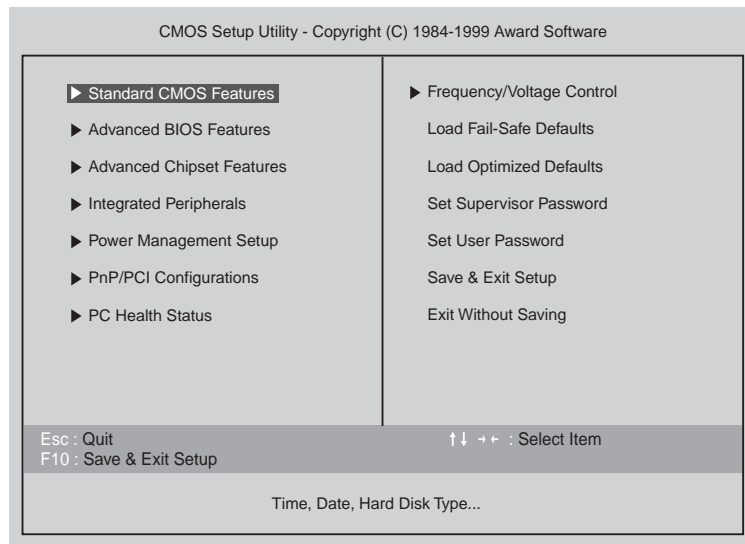 CMOS Setup Utility - Copyright (C) 1984-1999 Award Software
▶ Standard CMOS Features
▶ Advanced BIOS Features
▶ Advanced Chipset Features
▶ Integrated Peripherals
▶ Power Management Setup
▶ PnP/PCI Configurations
▶ PC Health Status
▶ Frequency/Voltage Control
Load Fail-Safe Defaults
Load Optimized Defaults
Set Supervisor Password
Set User Password
Save & Exit Setup
Exit Without Saving
Esc : Quit
F10 : Save & Exit Setup
↑↓ →← : Select Item
Time, Date, Hard Disk Type...